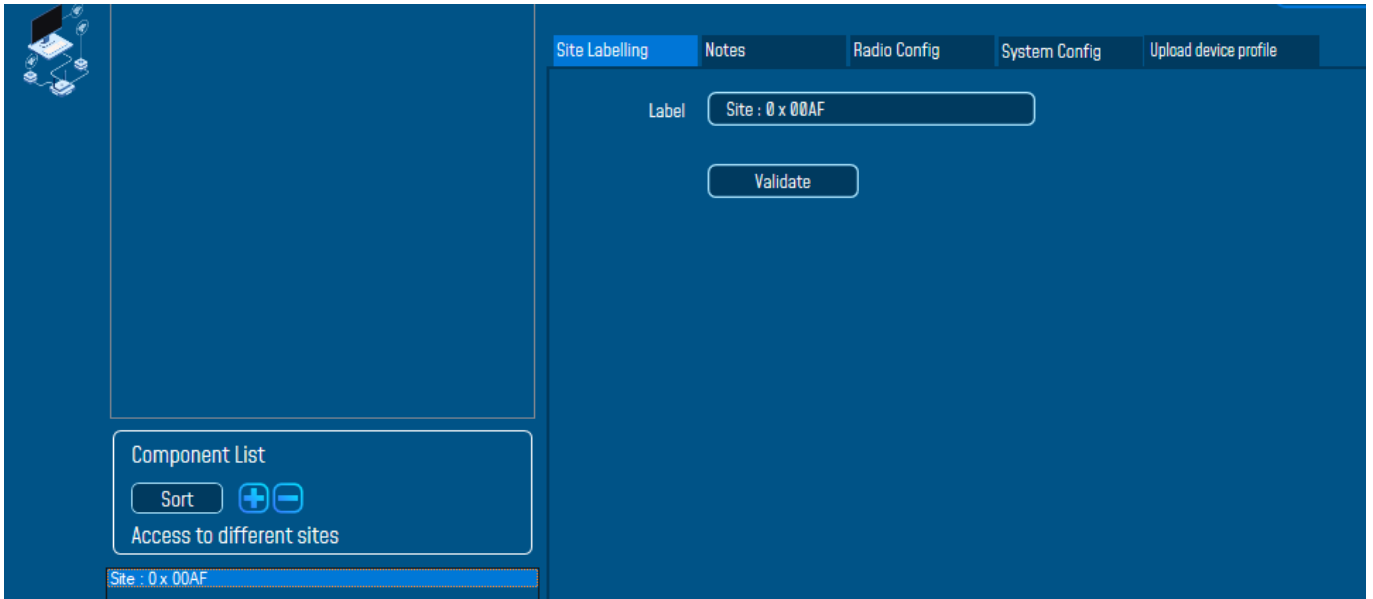 Site Labelling Notes Radio Config System Config Upload device profile
Label Site : 0 x 00AF
Validate
Component List
Sort
Access to different sites
Site : 0 x 00AF